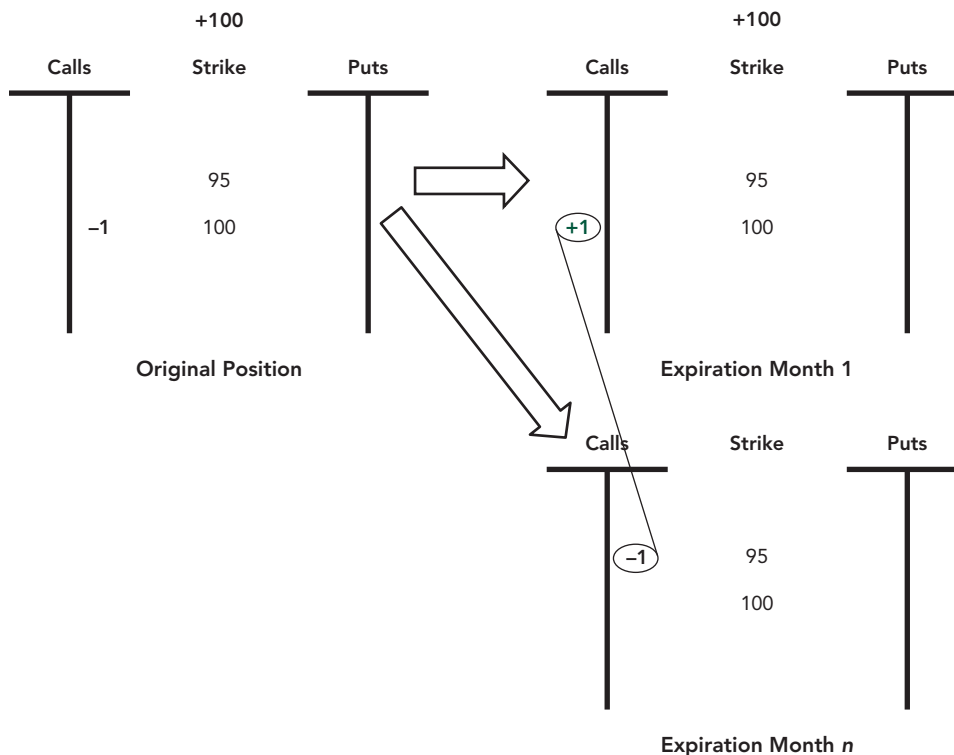 +100
Calls Strike Puts
95
–1 100
Original Position
+100
Calls Strike Puts
95
+1 100
Expiration Month 1
Calls Strike Puts
–1 95
100
Expiration Month n